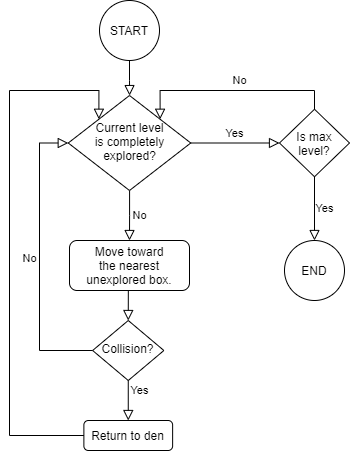 START
No
Current level
is completely
explored?
Yes
Is max
level?
No
Yes
Move toward
the nearest
unexplored box.
END
No
Collision?
Yes
Return to den